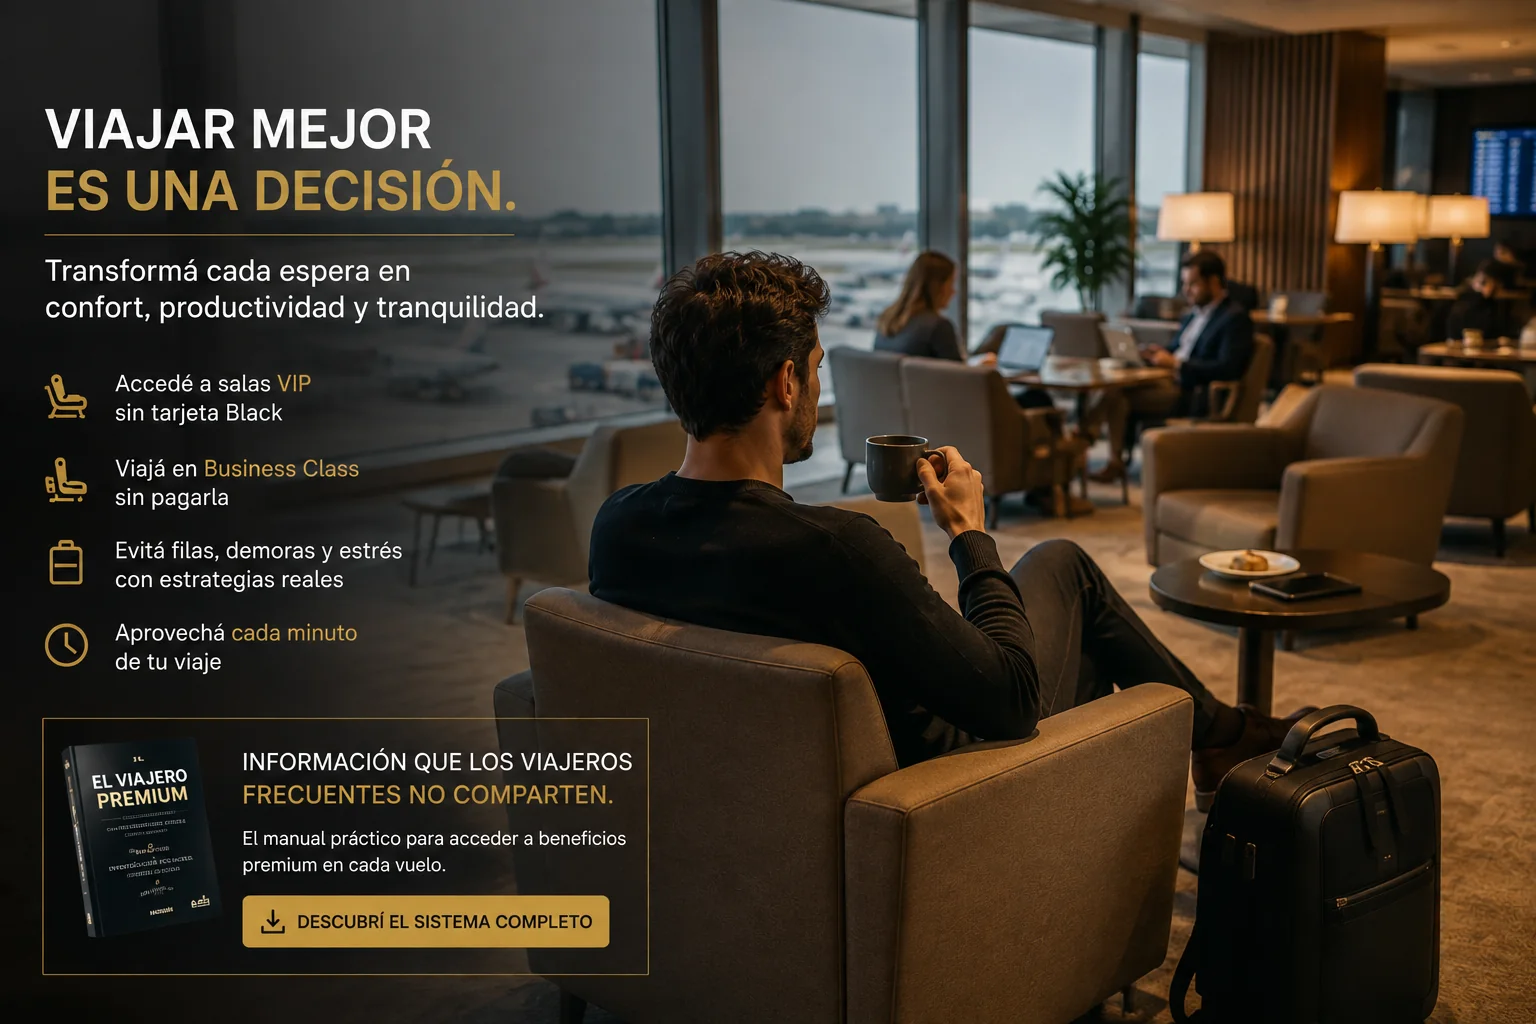 VIAJAR MEJOR
ES UNA DECISIÓN.
Transformá cada espera en
confort, productividad y tranquilidad.
Accedé a salas VIP
sin tarjeta Black
Viajá en Business Class
sin pagarla
Evitá filas, demoras y estrés
con estrategias reales
Aprovechá cada minuto
de tu viaje
EL VIAJERO
PREMIUM
INFORMACIÓN QUE LOS VIAJEROS
FRECUENTES NO COMPARTEN.
El manual práctico para acceder a beneficios
premium en cada vuelo.
DESCUBRÍ EL SISTEMA COMPLETO